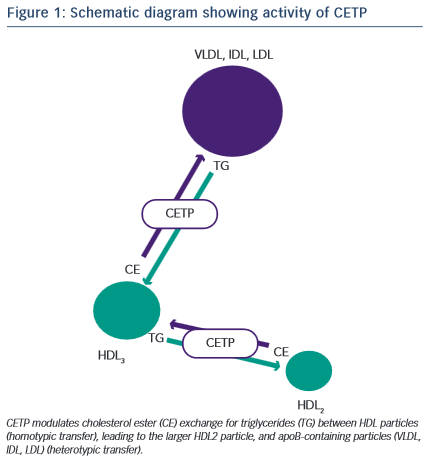 Figure 1: Schematic diagram showing activity of CETP
VLDL, IDL, LDL
TG
CETP
CE
HDL₃
TG
CETP
CE
HDL₂
CETP modulates cholesterol ester (CE) exchange for triglycerides (TG) between HDL particles
(homotypic transfer), leading to the larger HDL2 particle, and apoB-containing particles (VLDL,
IDL, LDL) (heterotypic transfer).